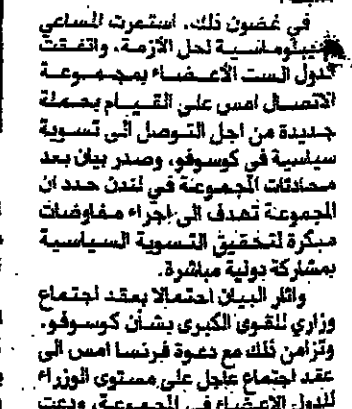 في غضون ذلك، استمرت المساعي
الدبلوماسية لحل الأزمة، واتفقت
الدول الست الأعضاء بمجموعة
الاتصال امس على القيام بحملة
جديدة من اجل التوصل الى تسوية
سياسية في كوسوفو، وصدر بيان بعد
محادثات المجموعة في لندن حدد ان
المجموعة تهدف الى إجراء مفاوضات
مبكرة لتحقيق التسوية السياسية
بمشاركة دولية مباشرة.
واثار البيان احتمالا بعقد اجتماع
وزاري للقوى الكبرى بشأن كوسوفو.
وتزامن ذلك مع دعوة فرنسا امس الى
عقد اجتماع عاجل على مستوى الوزراء
للدول الاعضاء في المجموعة، ودعت